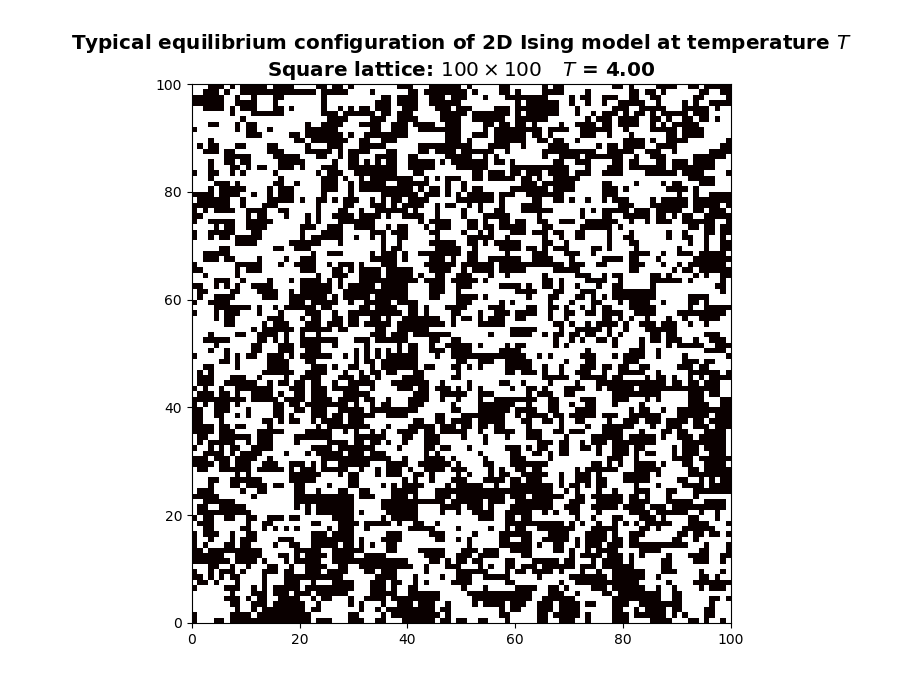 Typical equilibrium configuration of 2D Ising model at temperature T
Square lattice: 100 × 100 T = 4.00
100
80
60
40
20
0
0 20 40 60 80 100